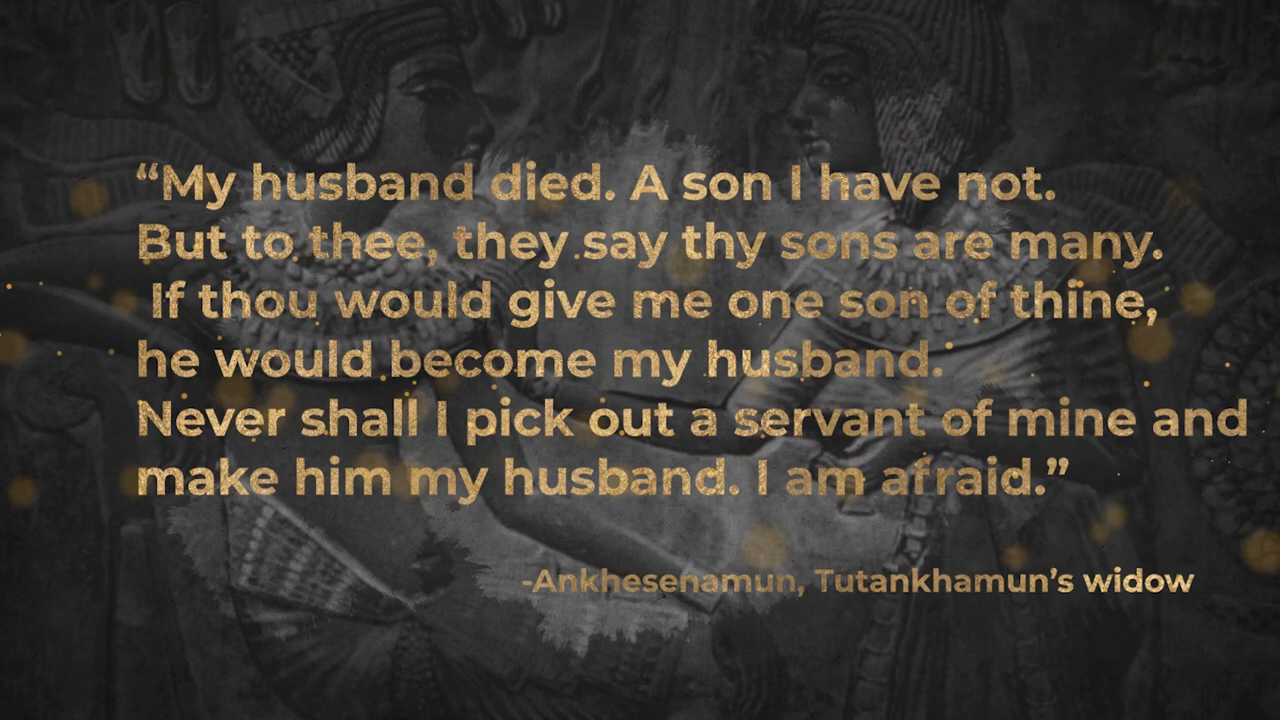 “My husband died. A son I have not.
But to thee, they say thy sons are many.
If thou would give me one son of thine,
he would become my husband.
Never shall I pick out a servant of mine and
make him my husband. I am afraid.”
-Ankhesenamun, Tutankhamun’s widow